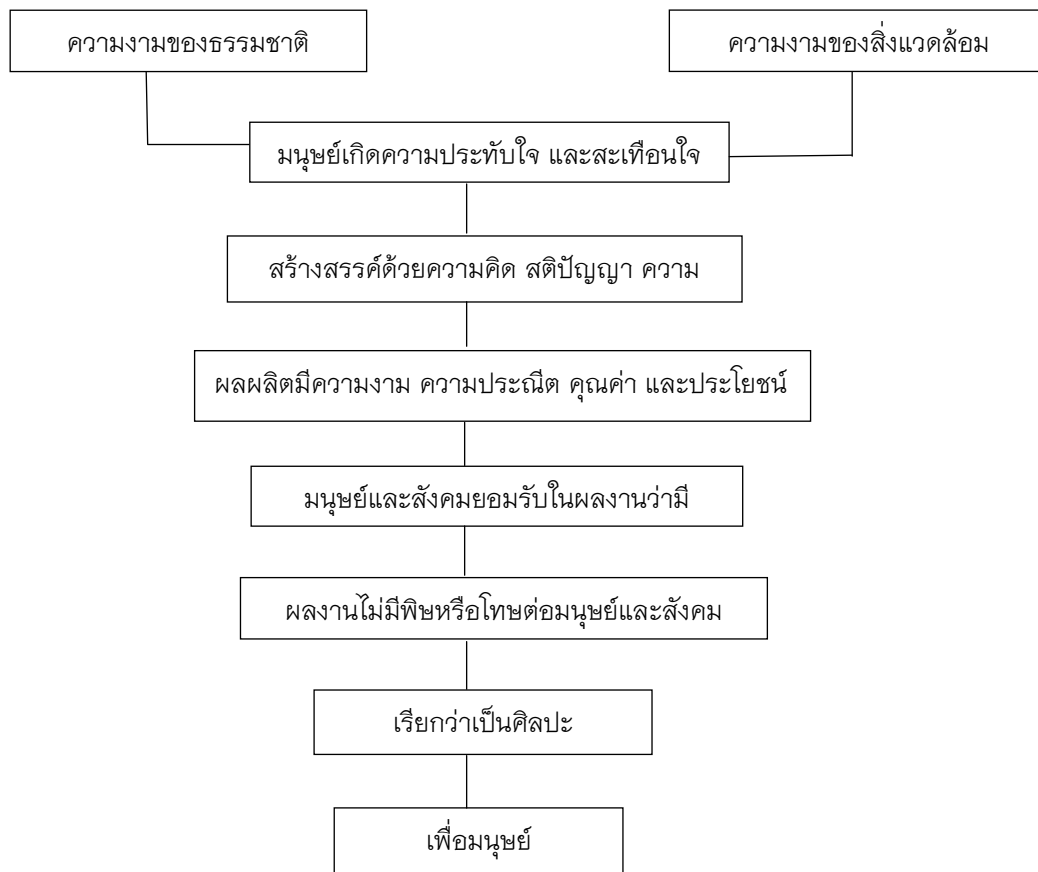 ความงามของธรรมชาติ
ความงามของสิ่งแวดล้อม
มนุษย์เกิดความประทับใจ และสะเทือนใจ
สร้างสรรค์ด้วยความคิด สติปัญญา ความ
ผลผลิตมีความงาม ความประณีต คุณค่า และประโยชน์
มนุษย์และสังคมยอมรับในผลงานว่ามี
ผลงานไม่มีพิษหรือโทษต่อมนุษย์และสังคม
เรียกว่าเป็นศิลปะ
เพื่อมนุษย์